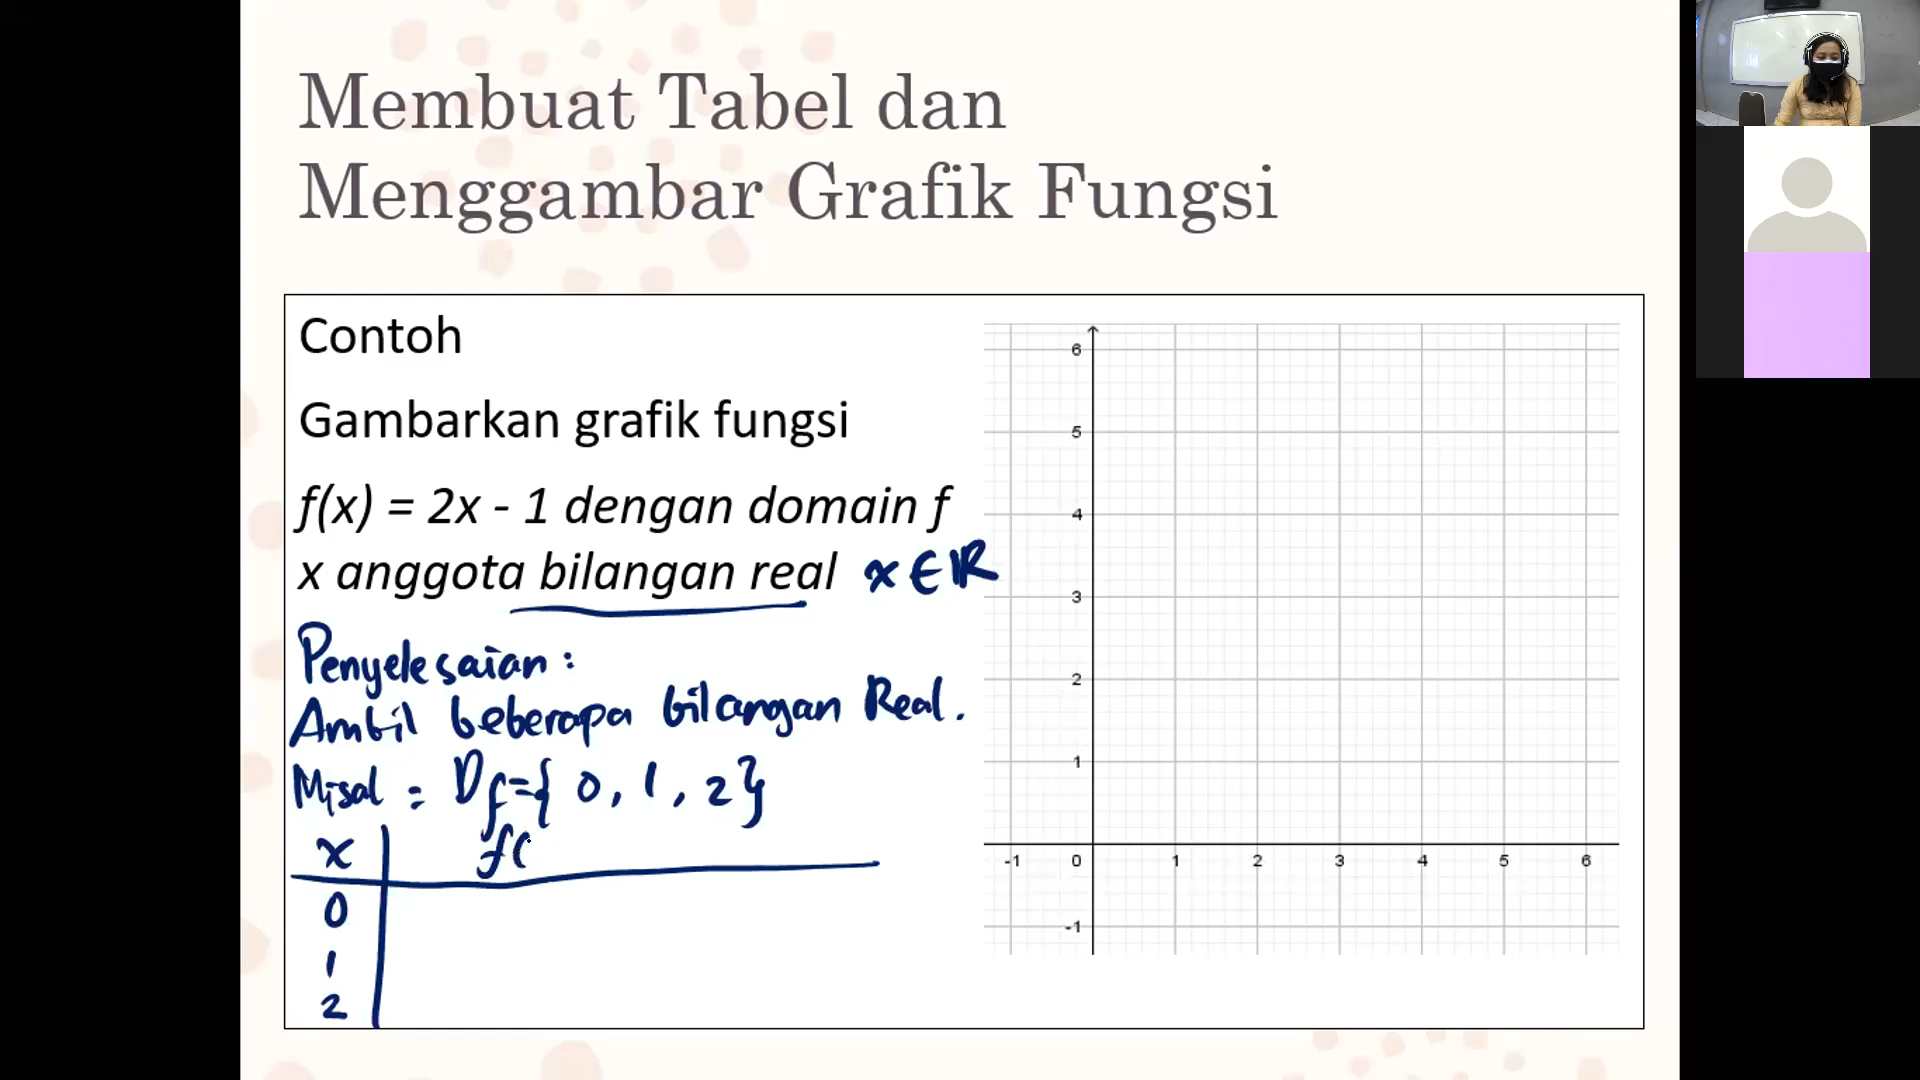 Membuat Tabel dan
Menggambar Grafik Fungsi
Contoh
Gambarkan grafik fungsi
f(x) = 2x - 1 dengan domain f
x anggota bilangan real x ∈ ℝ
Penyelesaian :
Ambil beberapa bilangan Real.
Misal : Df = { 0, 1, 2 }
x f(
0
1
2
6
5
4
3
2
1
-1 0 1 2 3 4 5 6
-1